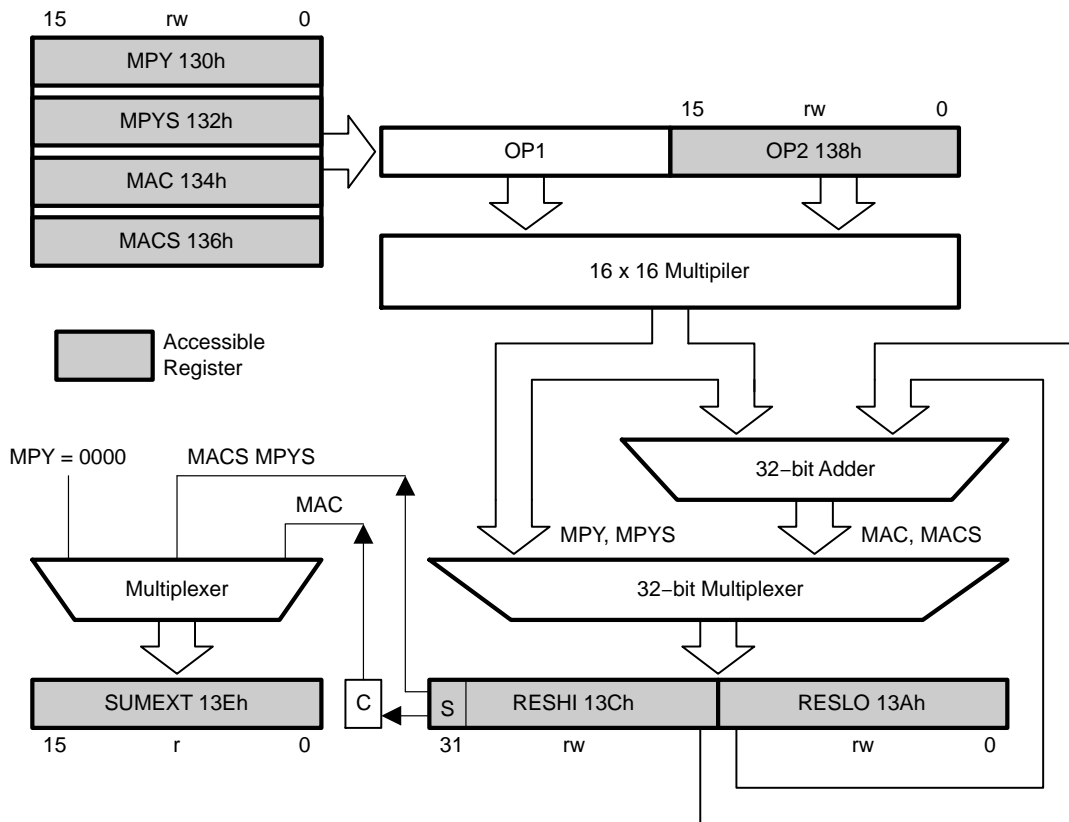 15 rw 0
MPY 130h
MPYS 132h
MAC 134h
MACS 136h
15 rw 0
OP1
OP2 138h
16 x 16 Multipiler
Accessible
Register
MPY = 0000
MACS MPYS
MAC
32−bit Adder
MPY, MPYS
MAC, MACS
Multiplexer
32−bit Multiplexer
SUMEXT 13Eh
C
S
RESHI 13Ch
RESLO 13Ah
15 r 0
31 rw
rw 0